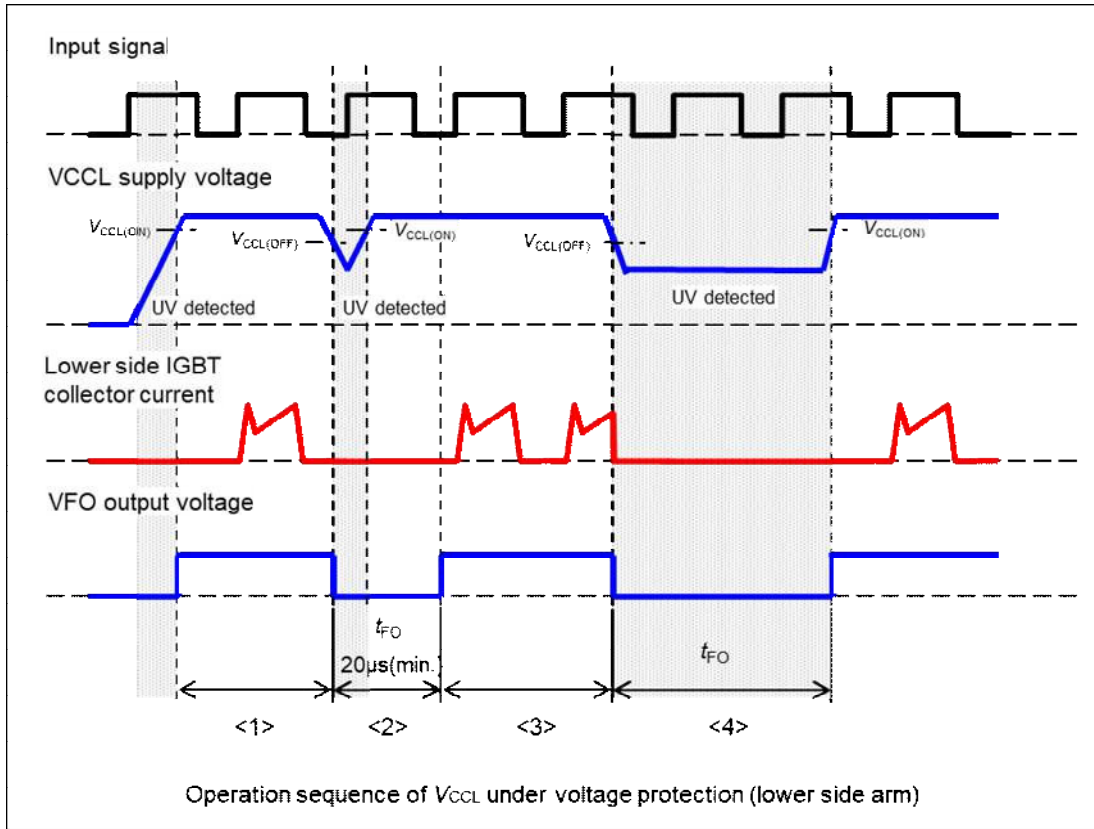 Input signal
VCCL supply voltage
VCCL(ON)
VCCL(OFF)
VCCL(ON)
VCCL(OFF)
VCCL(ON)
UV detected
UV detected
UV detected
Lower side IGBT
collector current
VFO output voltage
tFO
20µs(min.)
tFO
<1>
<2>
<3>
<4>
Operation sequence of VCCL under voltage protection (lower side arm)